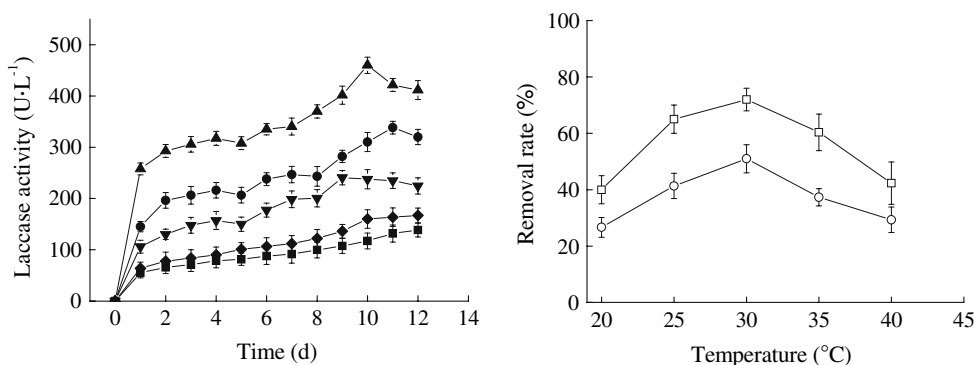 500
400
300
200
100
0
Laccase activity (U·L⁻¹)
0 2 4 6 8 10 12 14
Time (d)
100
80
60
40
20
0
Removal rate (%)
20 25 30 35 40 45
Temperature (°C)